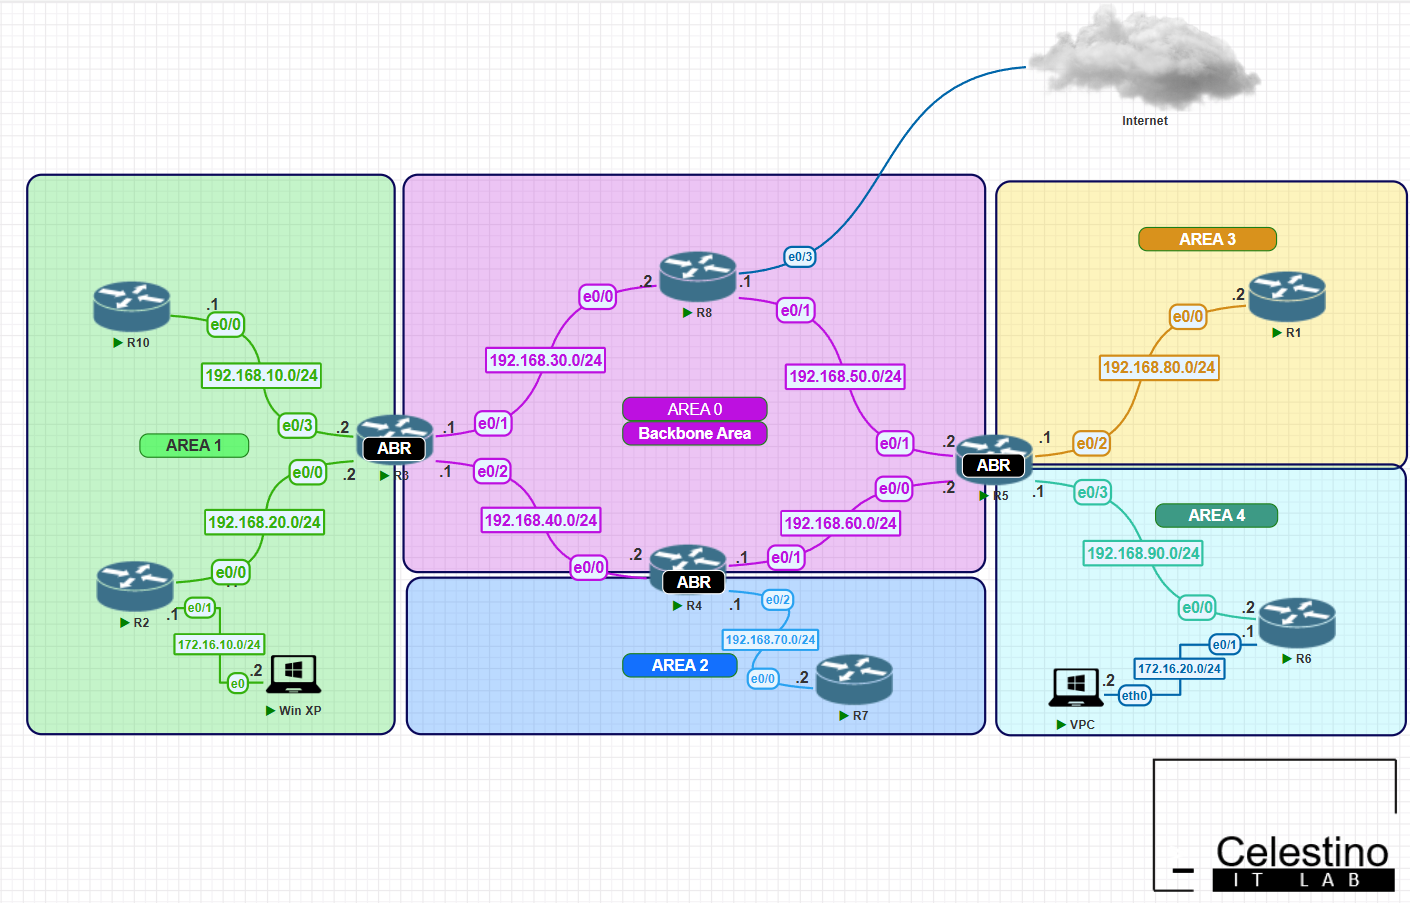 Internet
AREA 3
e0/3
.2
.1
R8
e0/0
e0/1
.2
e0/0
R1
.1
e0/0
R10
192.168.10.0/24
192.168.30.0/24
192.168.50.0/24
192.168.80.0/24
AREA 0
Backbone Area
e0/3
.2
.1
e0/1
AREA 1
ABR
e0/1
.2
.1
e0/2
ABR
e0/0
.2
.1
e0/2
e0/0
.2
R5
.1
e0/3
192.168.20.0/24
192.168.40.0/24
192.168.60.0/24
AREA 4
192.168.90.0/24
e0/0
.2
e0/0
.1
e0/1
ABR
R4
.1
e0/2
R2
.1
e0/1
172.16.10.0/24
e0
.2
Win XP
192.168.70.0/24
AREA 2
e0/0
.2
R7
e0/0
.2
.1
e0/1
R6
172.16.20.0/24
.2
eth0
VPC
Celestino
IT LAB